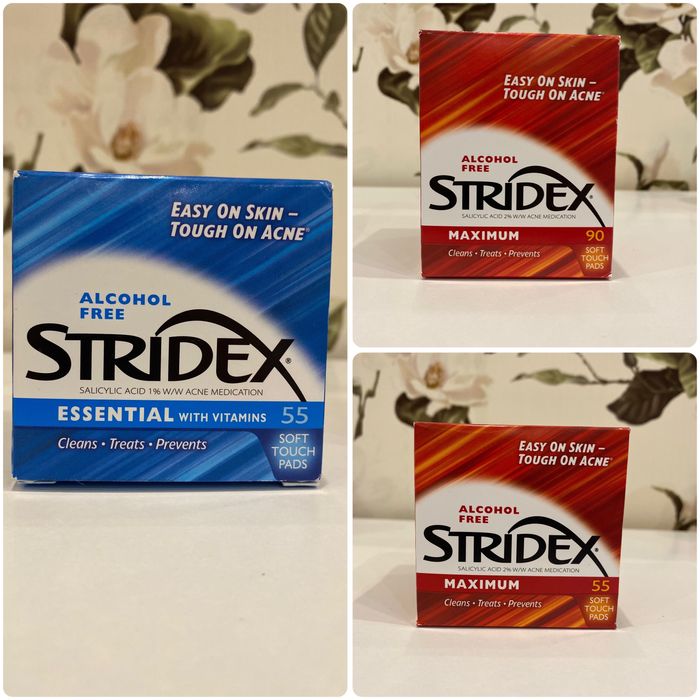 EASY ON SKIN –
TOUGH ON ACNE®
ALCOHOL
FREE
STRIDEX®
SALICYLIC ACID 1% W/W ACNE MEDICATION
ESSENTIAL WITH VITAMINS 55
Cleans • Treats • Prevents
SOFT
TOUCH
PADS
EASY ON SKIN –
TOUGH ON ACNE®
ALCOHOL
FREE
STRIDEX®
SALICYLIC ACID 2% W/W ACNE MEDICATION
MAXIMUM 90
Cleans • Treats • Prevents
SOFT
TOUCH
PADS
EASY ON SKIN –
TOUGH ON ACNE®
ALCOHOL
FREE
STRIDEX®
SALICYLIC ACID 2% W/W ACNE MEDICATION
MAXIMUM 55
Cleans • Treats • Prevents
SOFT
TOUCH
PADS